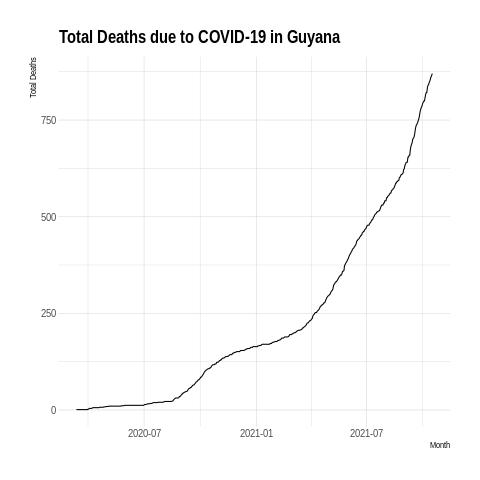 Total Deaths due to COVID-19 in Guyana
Total Deaths
750
500
250
0
2020-07 2021-01 2021-07
Month